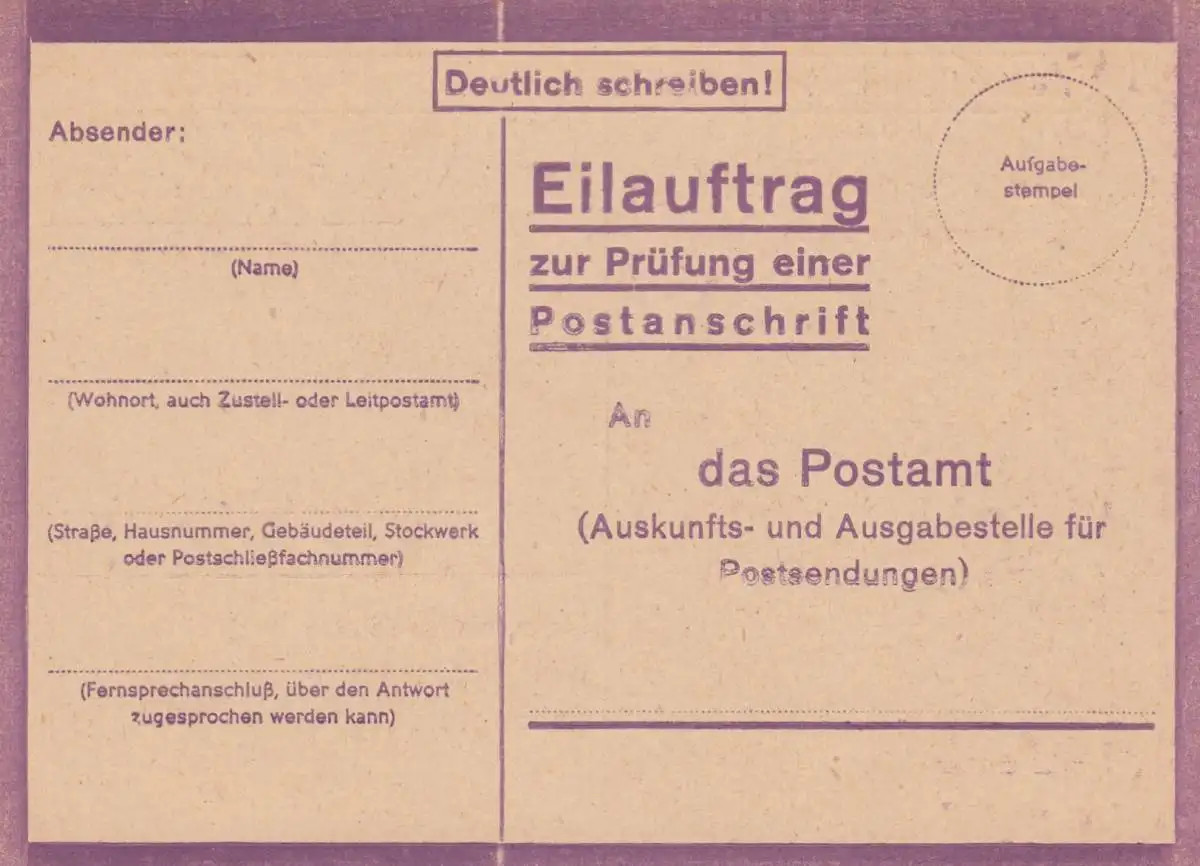 Deutlich schreiben!
Absender:
(Name)
(Wohnort, auch Zustell- oder Leitpostamt)
(Straße, Hausnummer, Gebäudeteil, Stockwerk
oder Postschließfachnummer)
(Fernsprechanschluß, über den Antwort
zugesprochen werden kann)
Eilauftrag
zur Prüfung einer
Postanschrift
Aufgabe-
stempel
An
das Postamt
(Auskunfts- und Ausgabestelle für
Postsendungen)